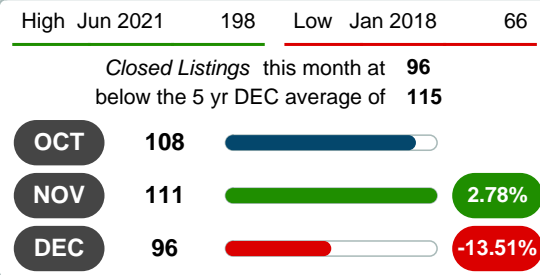 High Jun 2021 198 Low Jan 2018 66
Closed Listings this month at 96
below the 5 yr DEC average of 115
OCT 108
NOV 111 2.78%
DEC 96 -13.51%